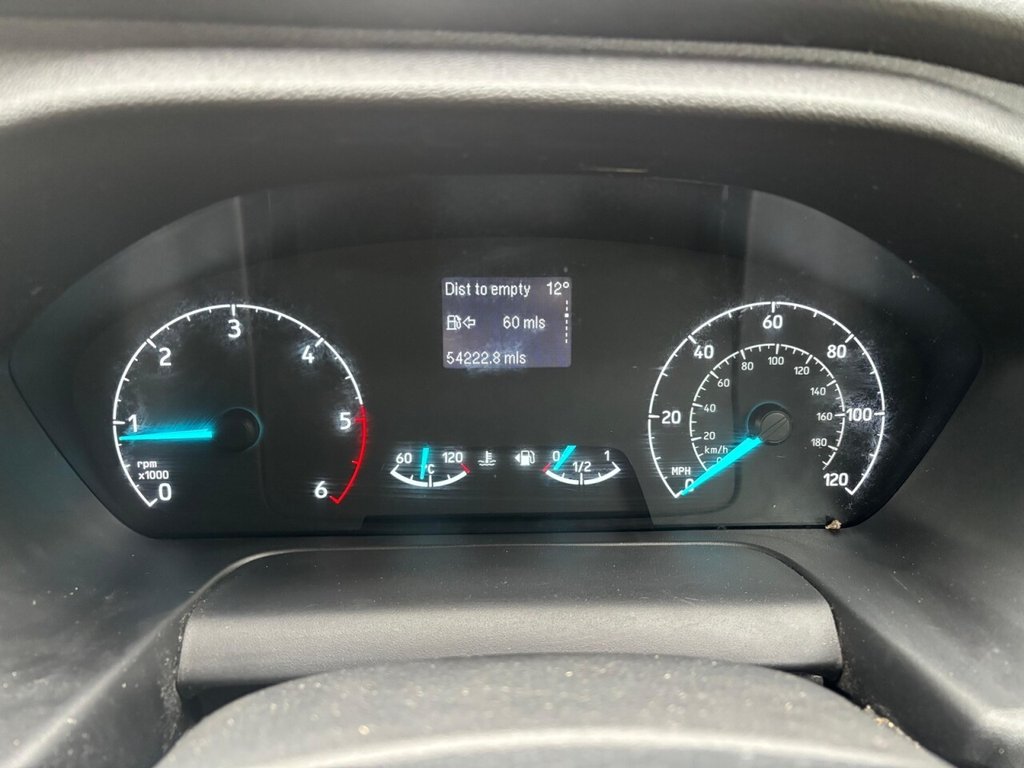 Dist to empty 12°
60 mls
54222.8 mls
0 1 2 3 4 5 6
rpm
x1000
60 120
°C
0 1/2 1
0 20 40 60 80 100 120
MPH
20 40 60 80 100 120 140 160 180
km/h